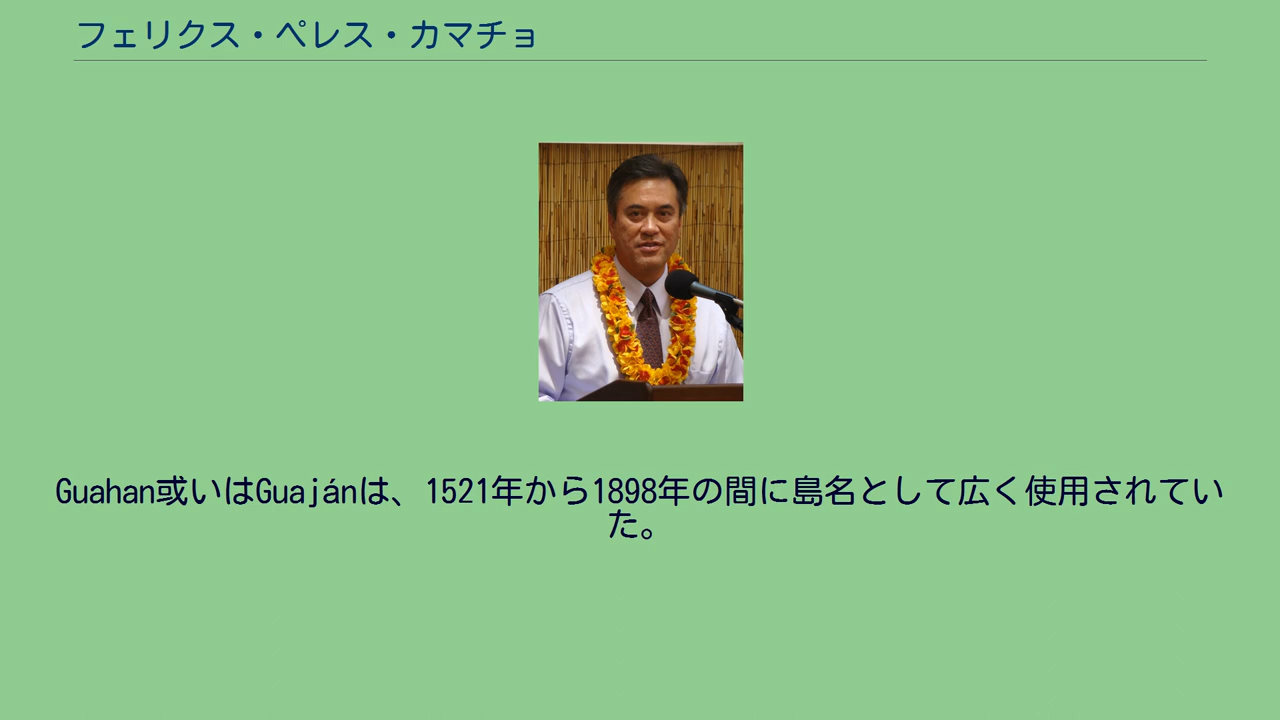 フェリクス・ペレス・カマチョ
Guahan或いはGuajánは、1521年から1898年の間に島名として広く使用されてい
た。